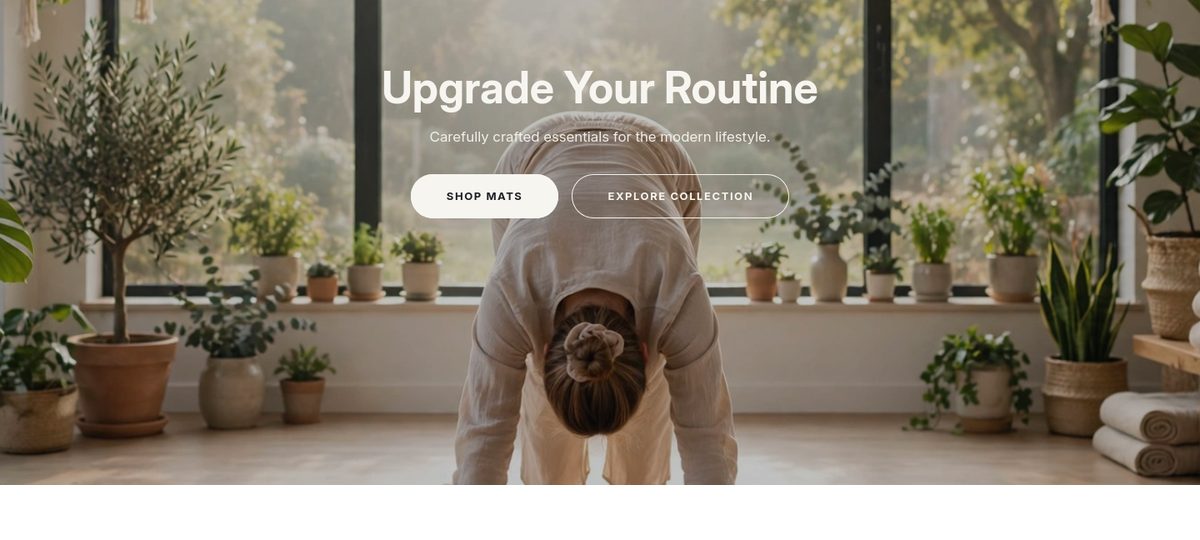 Upgrade Your Routine
Carefully crafted essentials for the modern lifestyle.
SHOP MATS
EXPLORE COLLECTION